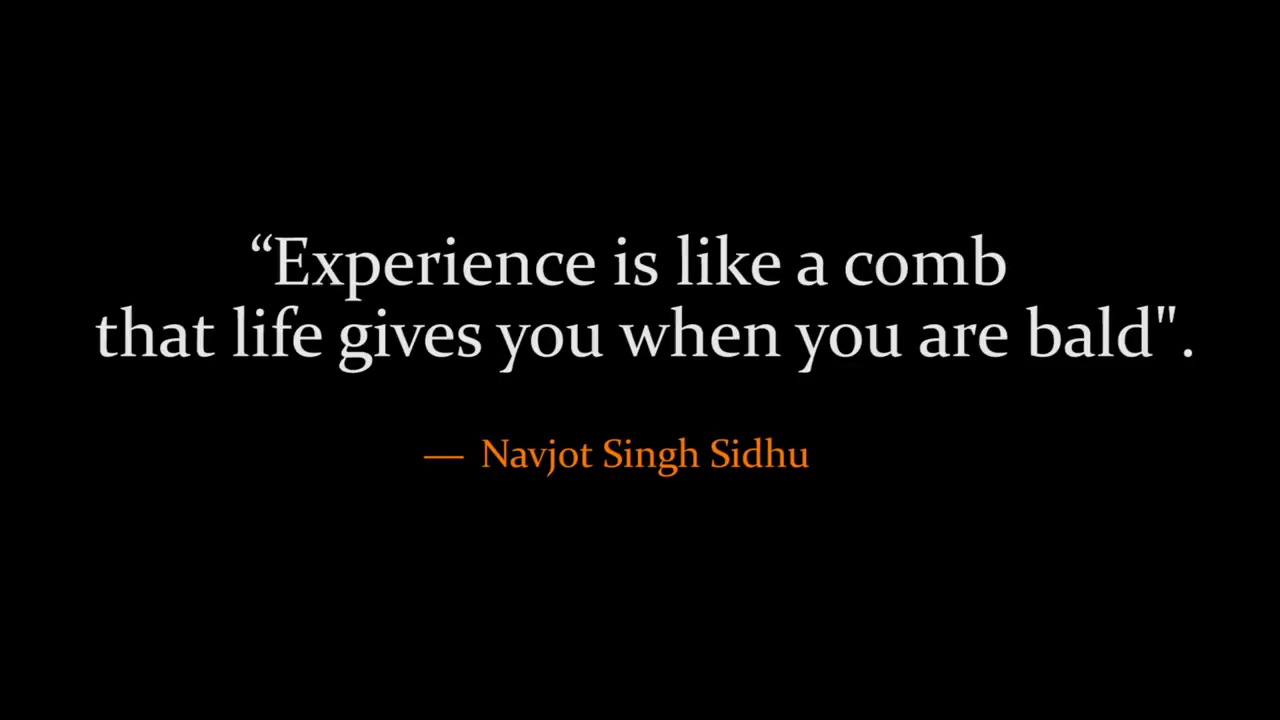 “Experience is like a comb
that life gives you when you are bald".
— Navjot Singh Sidhu